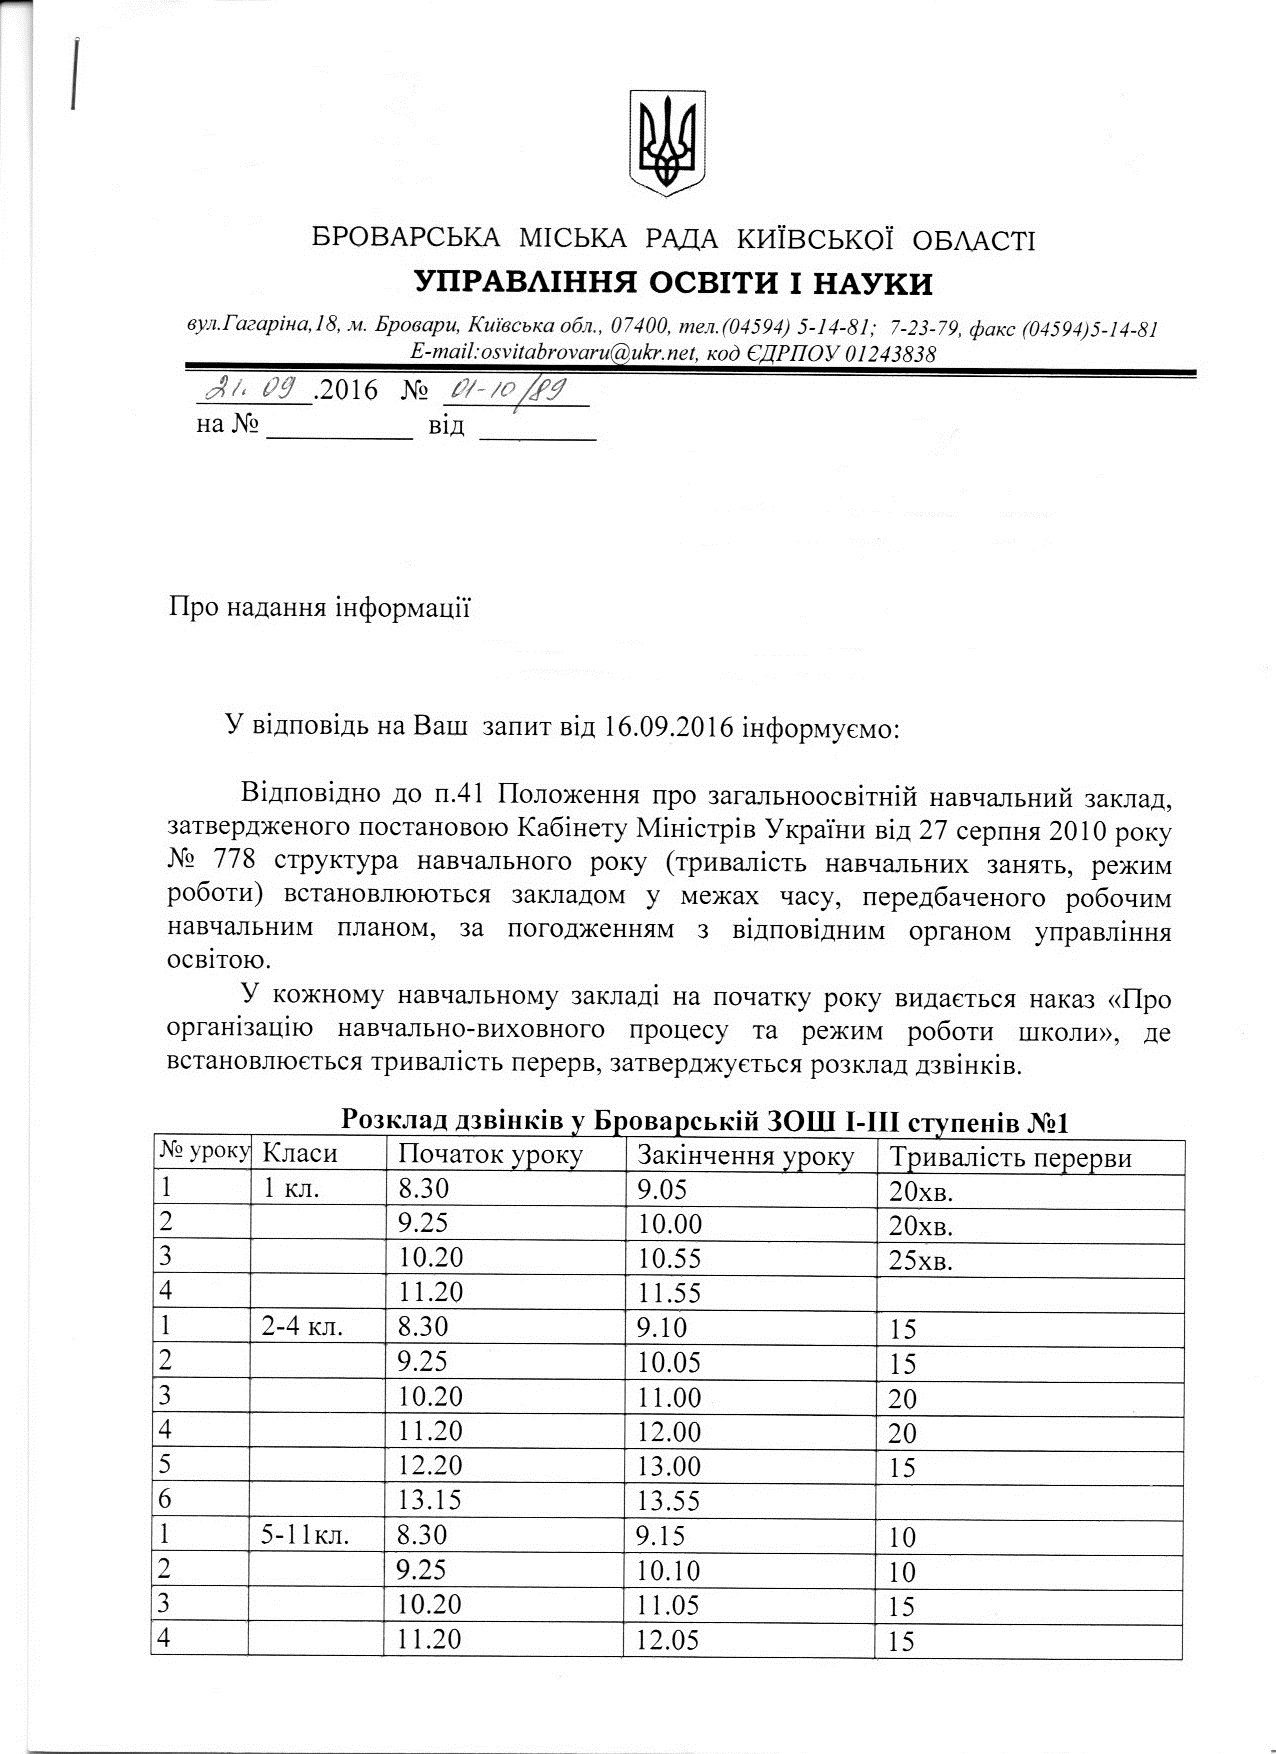 БРОВАРСЬКА МІСЬКА РАДА КИЇВСЬКОЇ ОБЛАСТІ
УПРАВЛІННЯ ОСВІТИ І НАУКИ
вул.Гагаріна,18, м. Бровари, Київська обл., 07400, тел.(04594) 5-14-81; 7-23-79, факс (04594)5-14-81
E-mail:osvitabrovaru@ukr.net, код ЄДРПОУ 01243838
21. 09 .2016 № 01-10/89
на № ___________ від _________
Про надання інформації
У відповідь на Ваш запит від 16.09.2016 інформуємо:
Відповідно до п.41 Положення про загальноосвітній навчальний заклад,
затвердженого постановою Кабінету Міністрів України від 27 серпня 2010 року
№ 778 структура навчального року (тривалість навчальних занять, режим
роботи) встановлюються закладом у межах часу, передбаченого робочим
навчальним планом, за погодженням з відповідним органом управління
освітою.
У кожному навчальному закладі на початку року видається наказ «Про
організацію навчально-виховного процесу та режим роботи школи», де
встановлюється тривалість перерв, затверджується розклад дзвінків.
Розклад дзвінків у Броварській ЗОШ І-ІІІ ступенів №1
№ уроку Класи Початок уроку Закінчення уроку Тривалість перерви
1 1 кл. 8.30 9.05 20хв.
2 9.25 10.00 20хв.
3 10.20 10.55 25хв.
4 11.20 11.55
1 2-4 кл. 8.30 9.10 15
2 9.25 10.05 15
3 10.20 11.00 20
4 11.20 12.00 20
5 12.20 13.00 15
6 13.15 13.55
1 5-11кл. 8.30 9.15 10
2 9.25 10.10 10
3 10.20 11.05 15
4 11.20 12.05 15